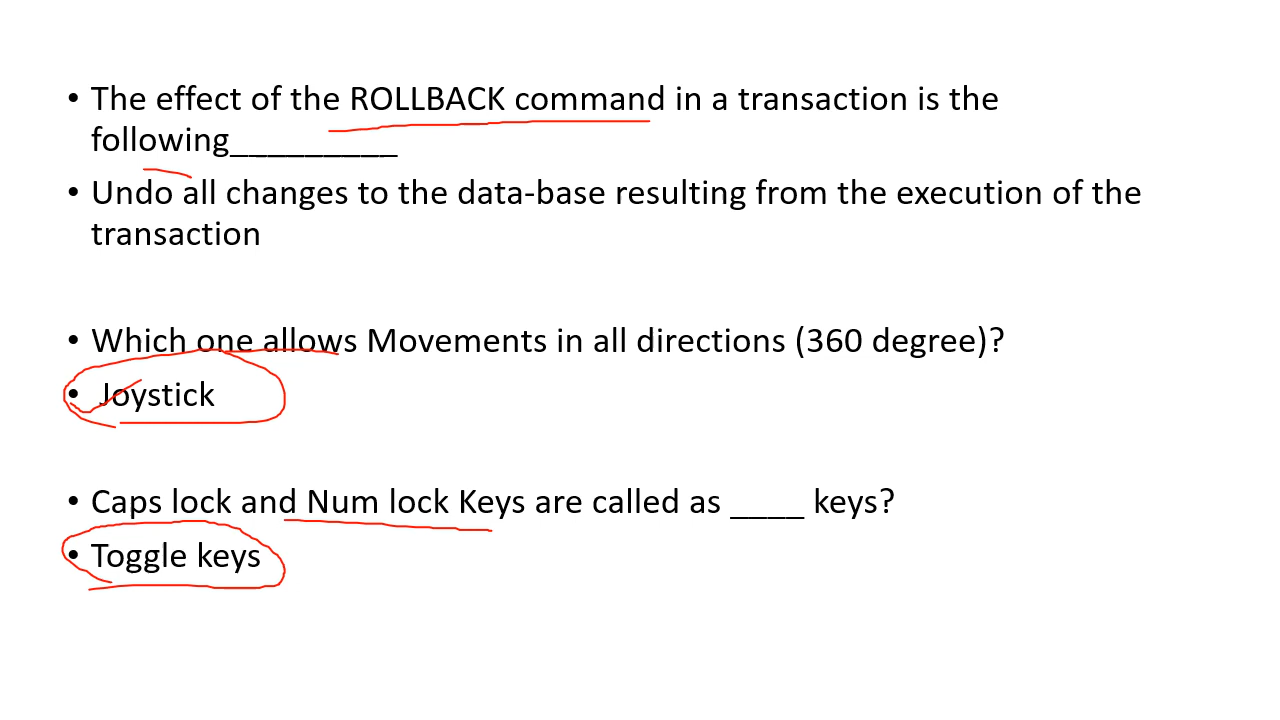 • The effect of the ROLLBACK command in a transaction is the
following_________
• Undo all changes to the data-base resulting from the execution of the
transaction
• Which one allows Movements in all directions (360 degree)?
• Joystick
• Caps lock and Num lock Keys are called as ____ keys?
• Toggle keys